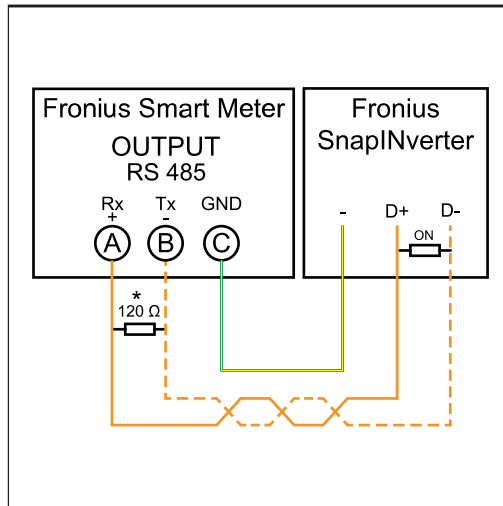 Fronius Smart Meter
OUTPUT
RS 485
Rx Tx GND
+ -
A B C
*
120 Ω
Fronius
SnapINverter
- D+ D-
ON